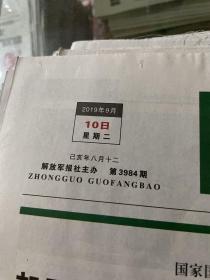 2019年9月
10日
星期二
己亥年八月十二
解放军报社主办 第3984期
ZHONGGUO GUOFANGBAO
国家